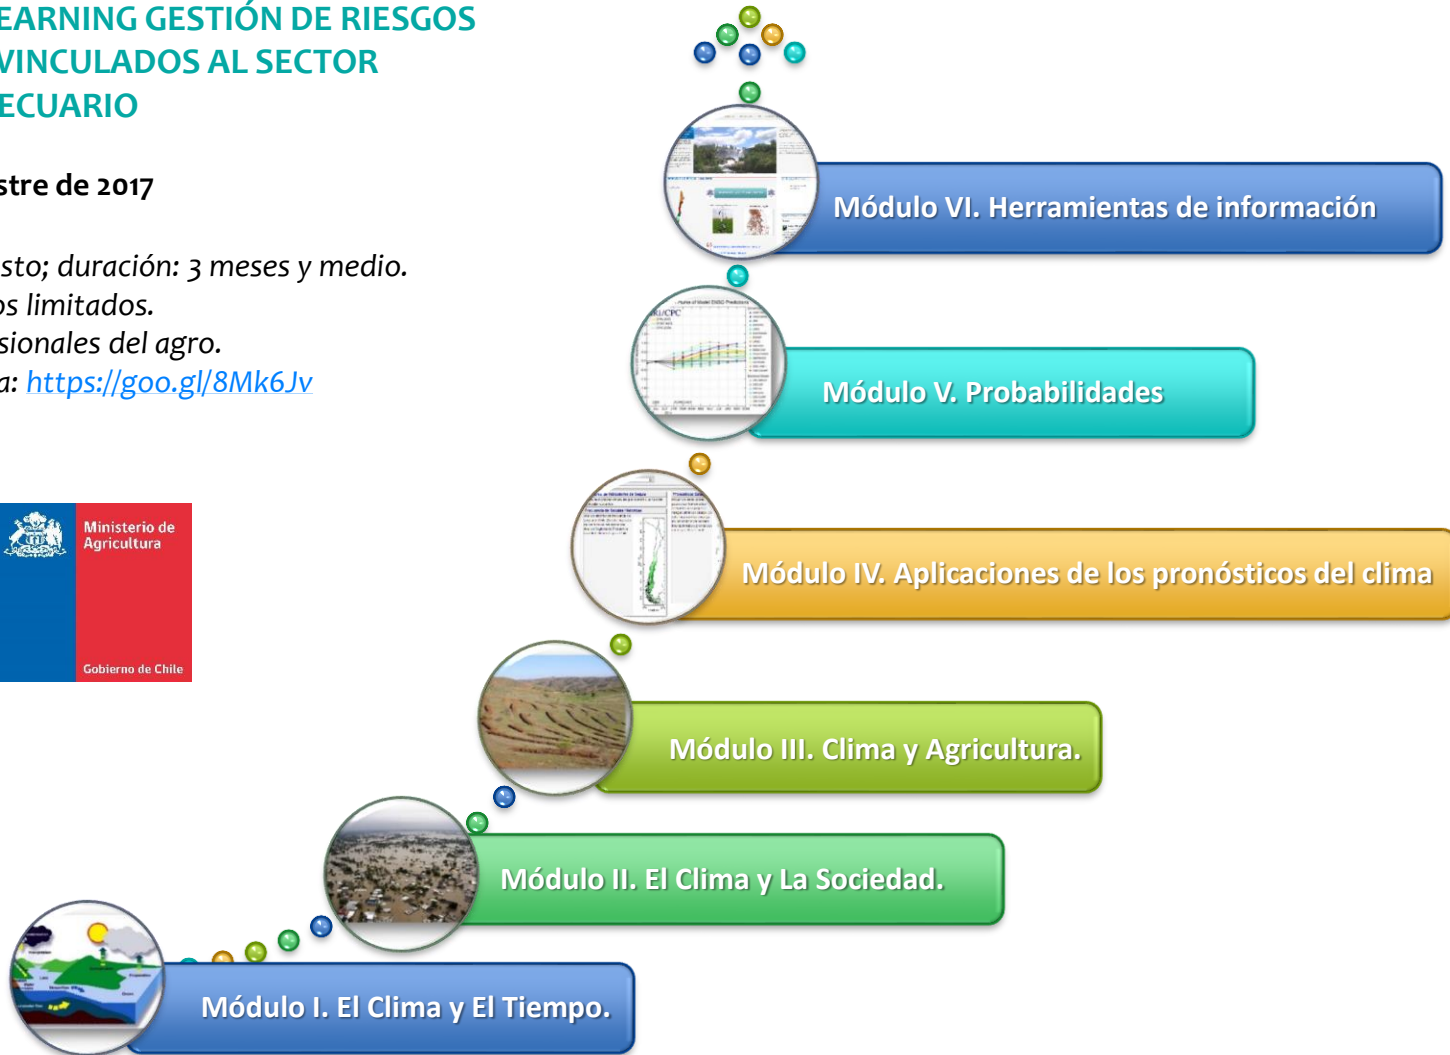 EARNING GESTIÓN DE RIESGOS
VINCULADOS AL SECTOR
ECUARIO
stre de 2017
sto; duración: 3 meses y medio.
os limitados.
sionales del agro.
a: https://goo.gl/8Mk6Jv
Ministerio de
Agricultura
Gobierno de Chile
Módulo VI. Herramientas de información
Módulo V. Probabilidades
Módulo IV. Aplicaciones de los pronósticos del clima
Módulo III. Clima y Agricultura.
Módulo II. El Clima y La Sociedad.
Módulo I. El Clima y El Tiempo.